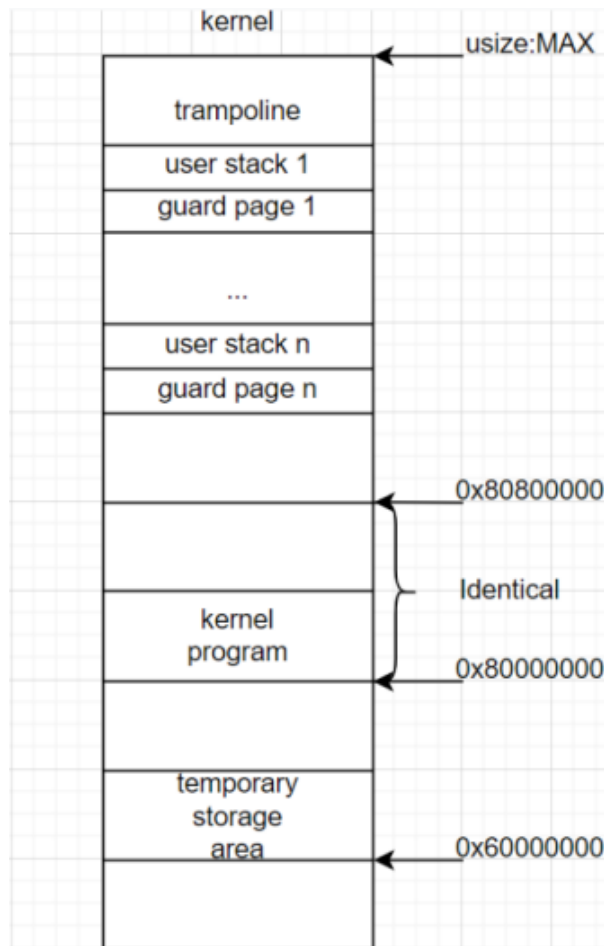 kernel
usize:MAX
trampoline
user stack 1
guard page 1
...
user stack n
guard page n
0x80800000
Identical
kernel
program
0x80000000
temporary
storage
area
0x60000000